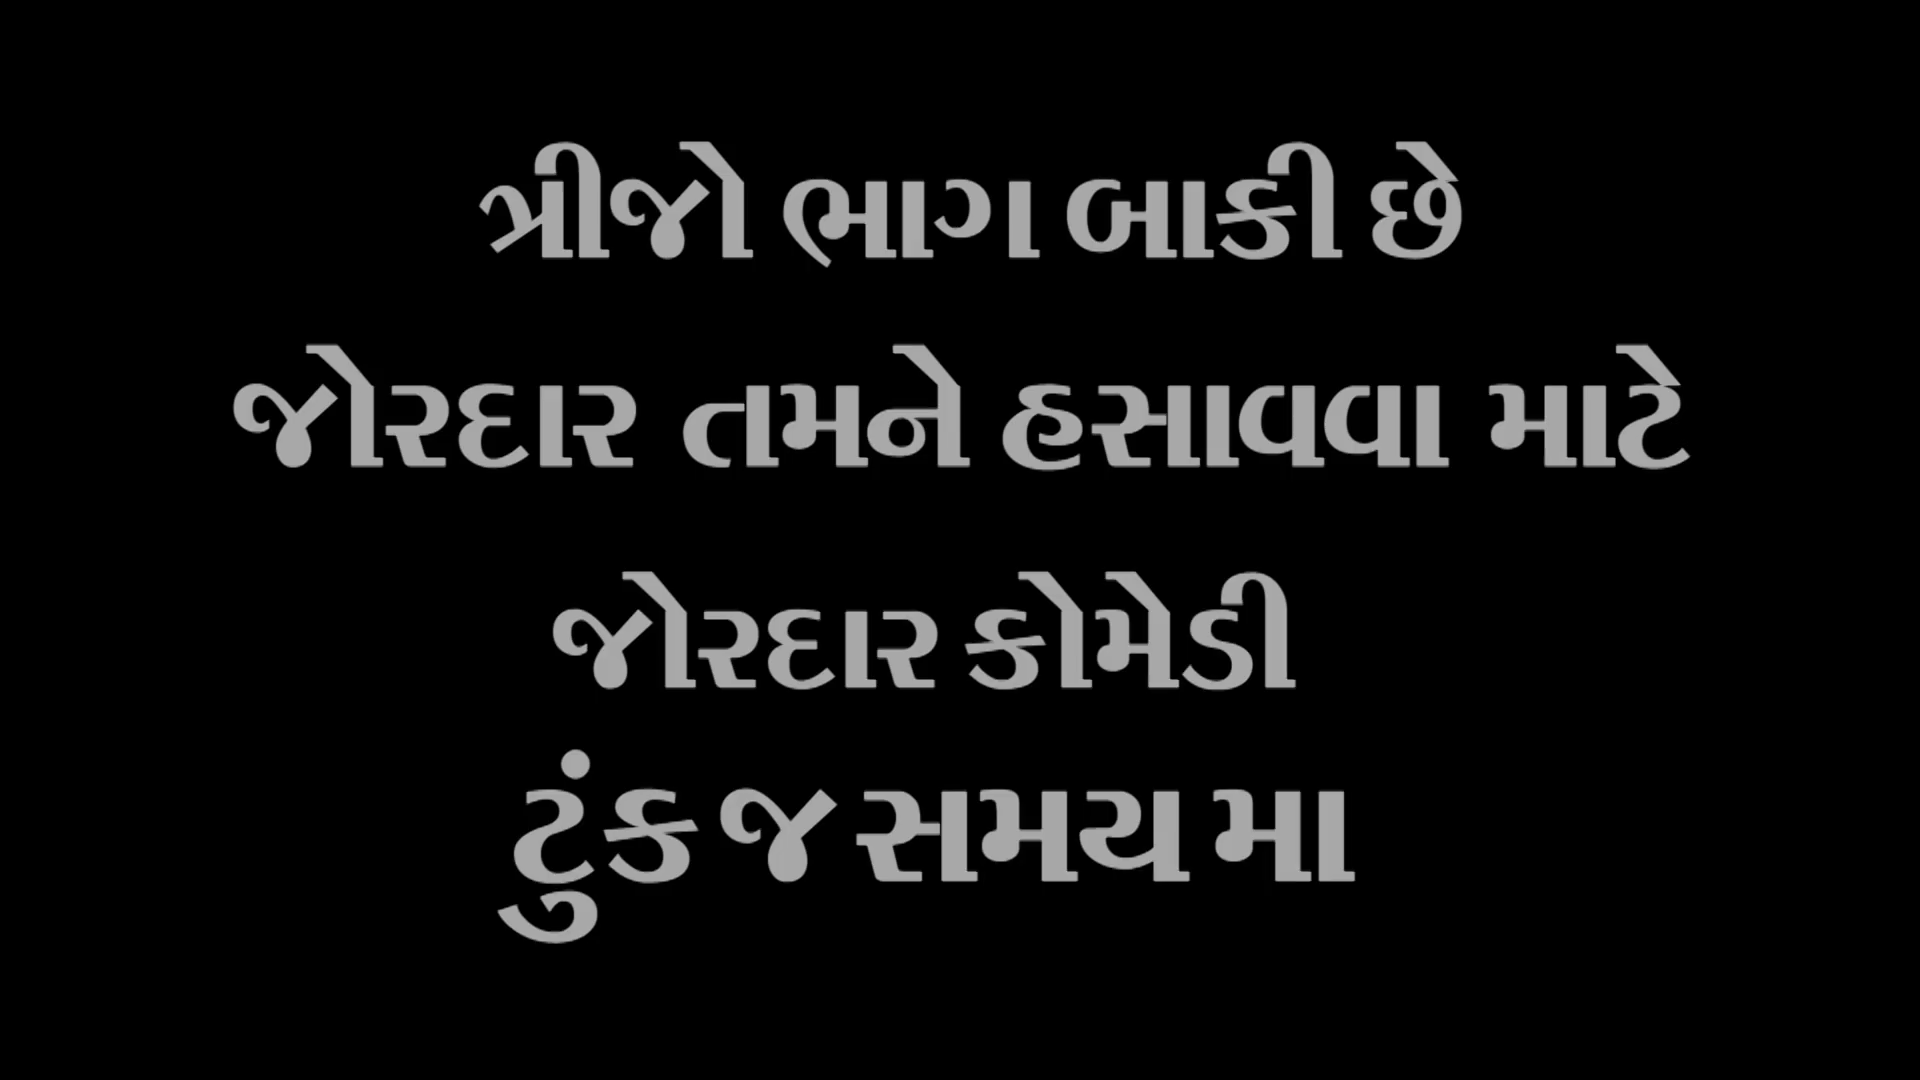 ત્રીજો ભાગ બાકી છે
જોરદાર તમને હસાવવા માટે
જોરદાર કોમેડી
ટુંક જ સમય મા